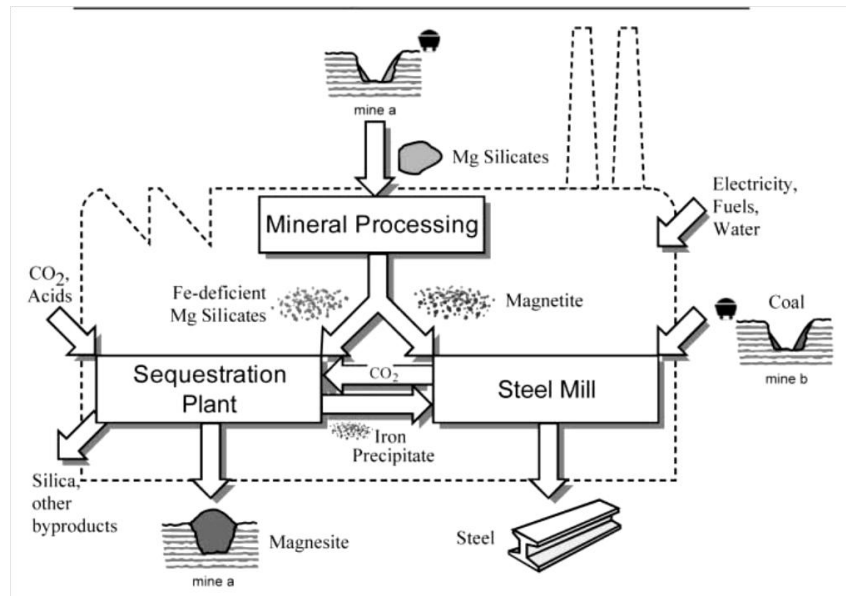 mine a
Mg Silicates
Mineral Processing
Electricity,
Fuels,
Water
CO₂,
Acids
Fe-deficient
Mg Silicates
Magnetite
Coal
mine b
Sequestration
Plant
CO₂
Steel Mill
Iron
Precipitate
Silica,
other
byproducts
Magnesite
mine a
Steel